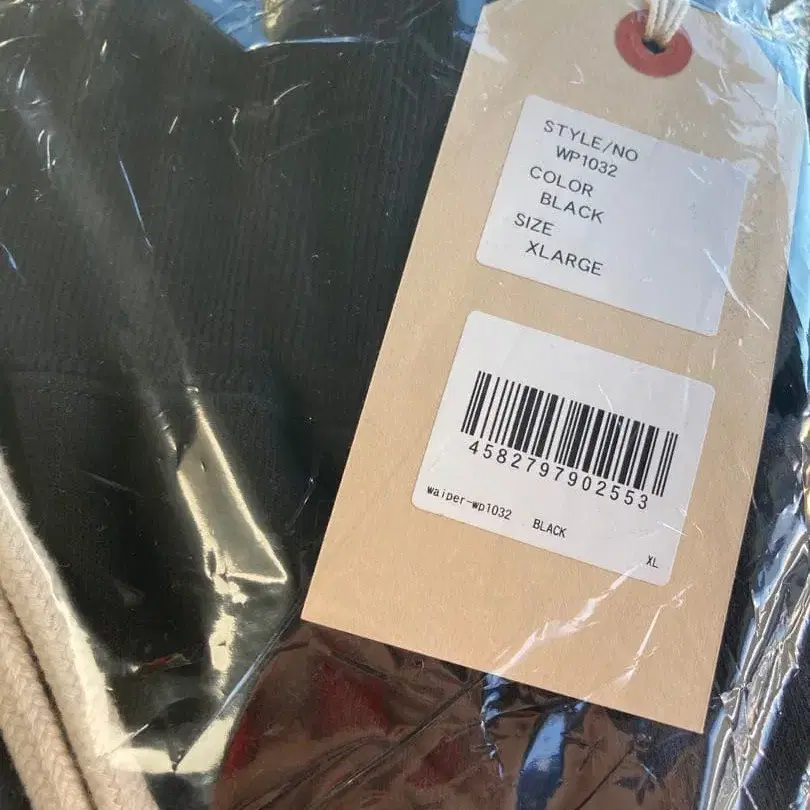 STYLE/NO
WP1032
COLOR
BLACK
SIZE
XLARGE
4582797902553
waiper-wp1032 BLACK
XL